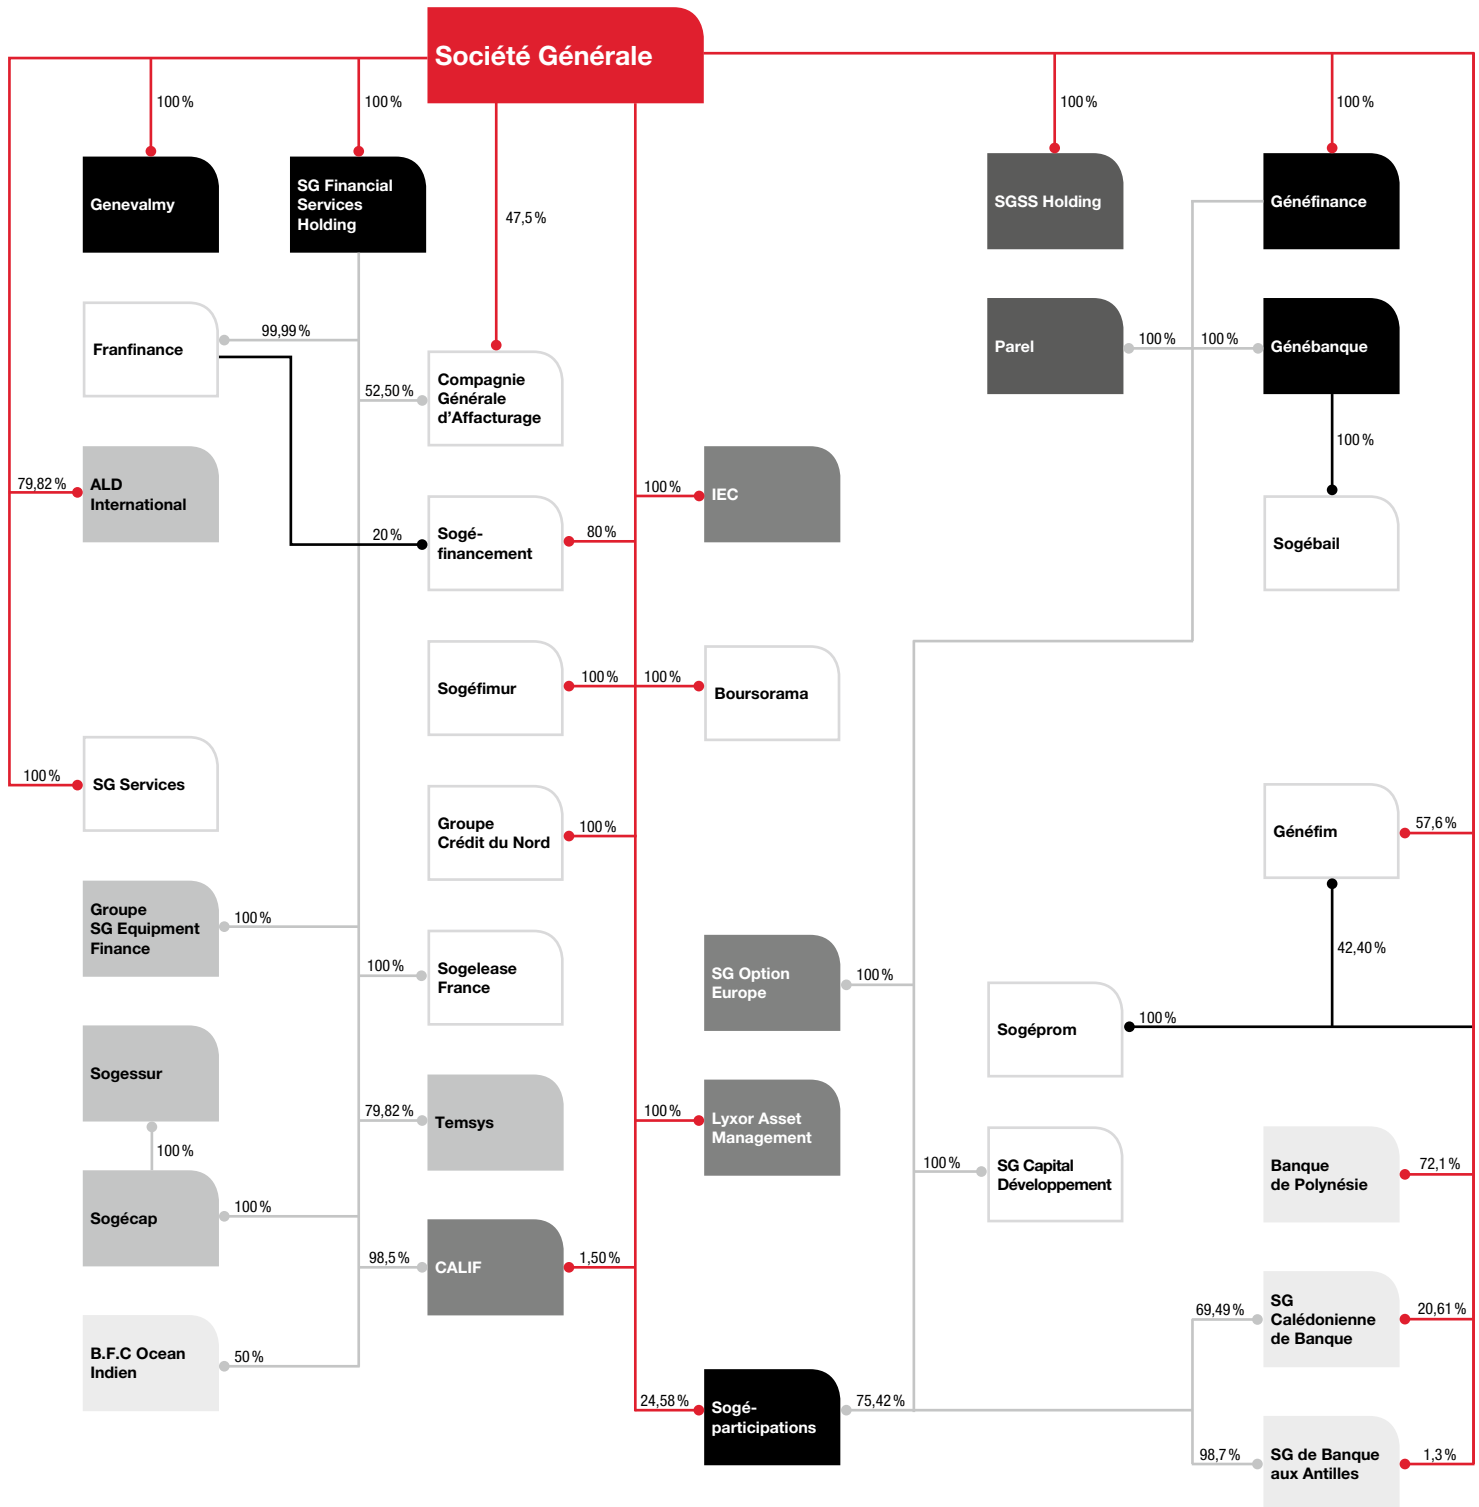 Société Générale
100 %
100 %
100 %
100 %
Genevalmy
SG Financial
Services
Holding
47,5 %
SGSS Holding
Généfinance
Franfinance
99,99 %
Compagnie
Générale
d'Affacturage
52,50 %
Parel
100 %
100 %
Génébanque
100 %
79,82 %
ALD
International
100 %
IEC
20 %
Sogé-
financement
80 %
Sogébail
Sogéfimur
100 %
100 %
Boursorama
100 %
SG Services
Groupe
Crédit du Nord
100 %
Généfim
57,6 %
Groupe
SG Equipment
Finance
100 %
100 %
Sogelease
France
SG Option
Europe
100 %
42,40 %
Sogéprom
100 %
Sogessur
100 %
79,82 %
Temsys
100 %
Lyxor Asset
Management
100 %
SG Capital
Développement
Banque
de Polynésie
72,1 %
Sogécap
100 %
98,5 %
CALIF
1,50 %
69,49 %
SG
Calédonienne
de Banque
20,61 %
B.F.C Ocean
Indien
50 %
24,58 %
Sogé-
participations
75,42 %
98,7 %
SG de Banque
aux Antilles
1,3 %